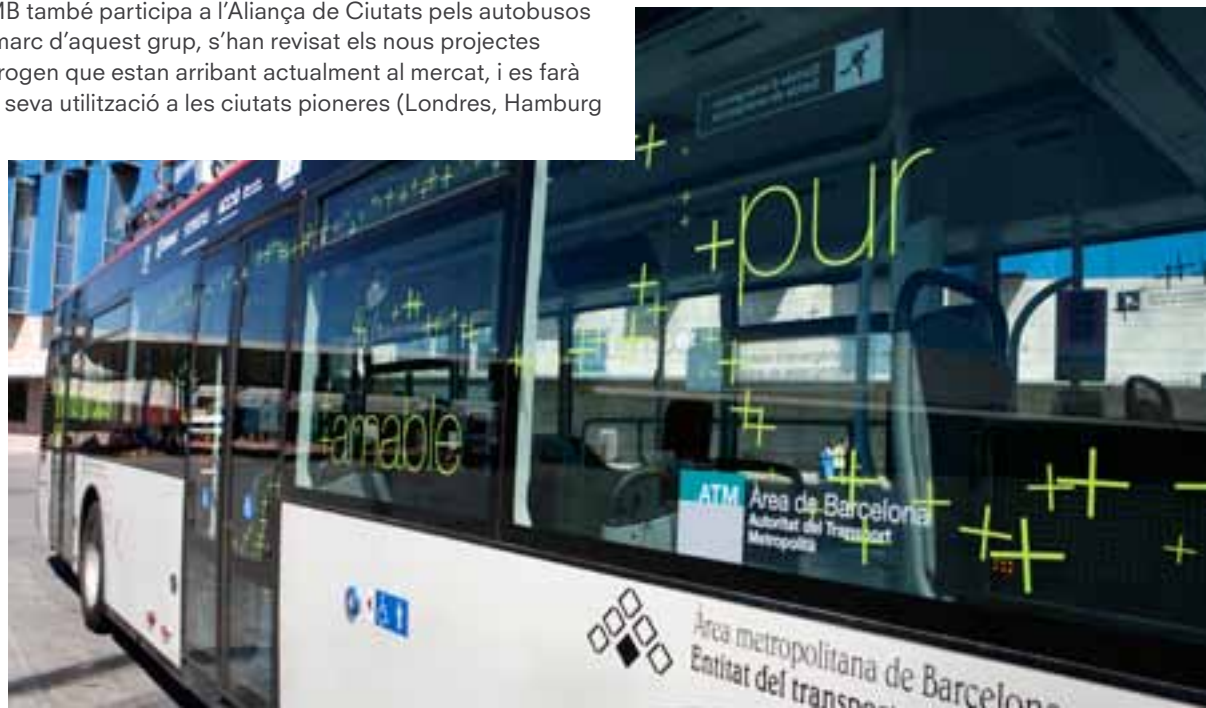 MB també participa a l'Aliança de Ciutats pels autobusos
marc d'aquest grup, s'han revisat els nous projectes
rogen que estan arribant actualment al mercat, i es farà
seva utilització a les ciutats pioneres (Londres, Hamburg
+pur
+amable
ATM Àrea de Barcelona
Autoritat del Transport
Metropolità
Àrea metropolitana de Barcelona
Entitat del transpor